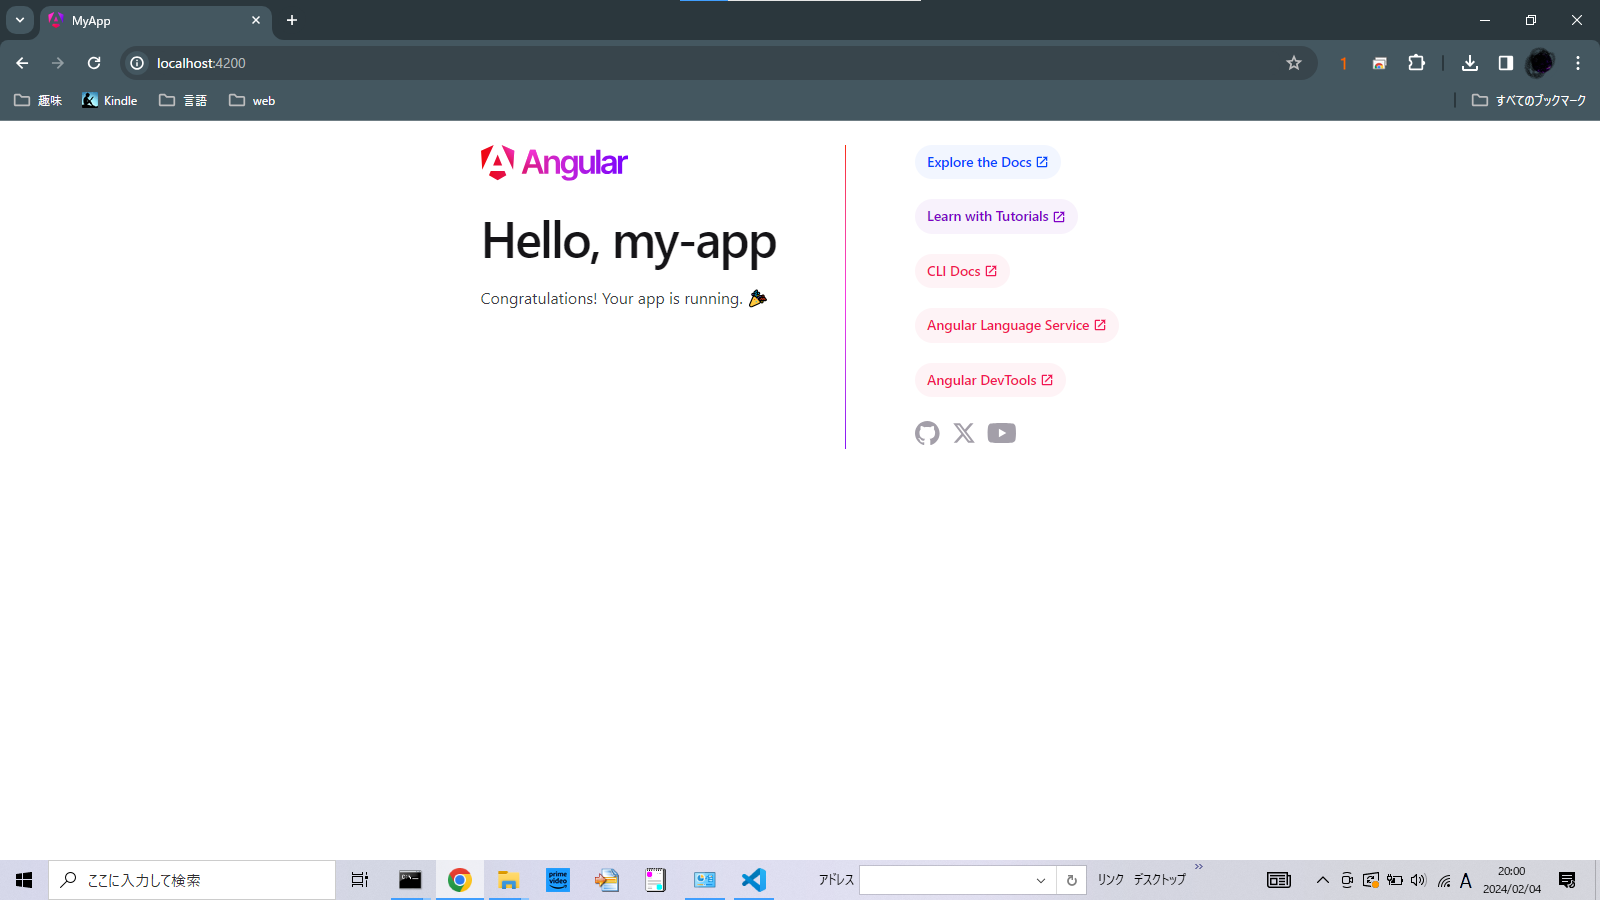 MyApp
localhost:4200
1
趣味
Kindle
言語
web
すべてのブックマーク
Angular
Hello, my-app
Congratulations! Your app is running.
Explore the Docs
Learn with Tutorials
CLI Docs
Angular Language Service
Angular DevTools
ここに入力して検索
prime video
アドレス
リンク
デスクトップ
A
20:00
2024/02/04